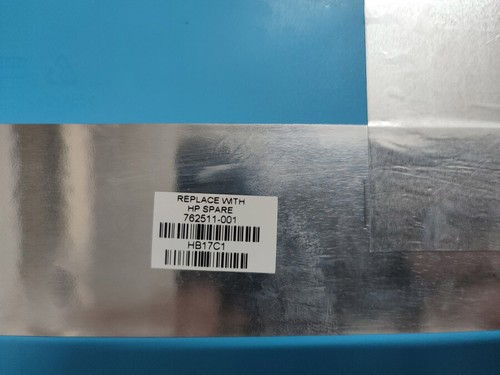 REPLACE WITH
HP SPARE
762511-001
HB17C1